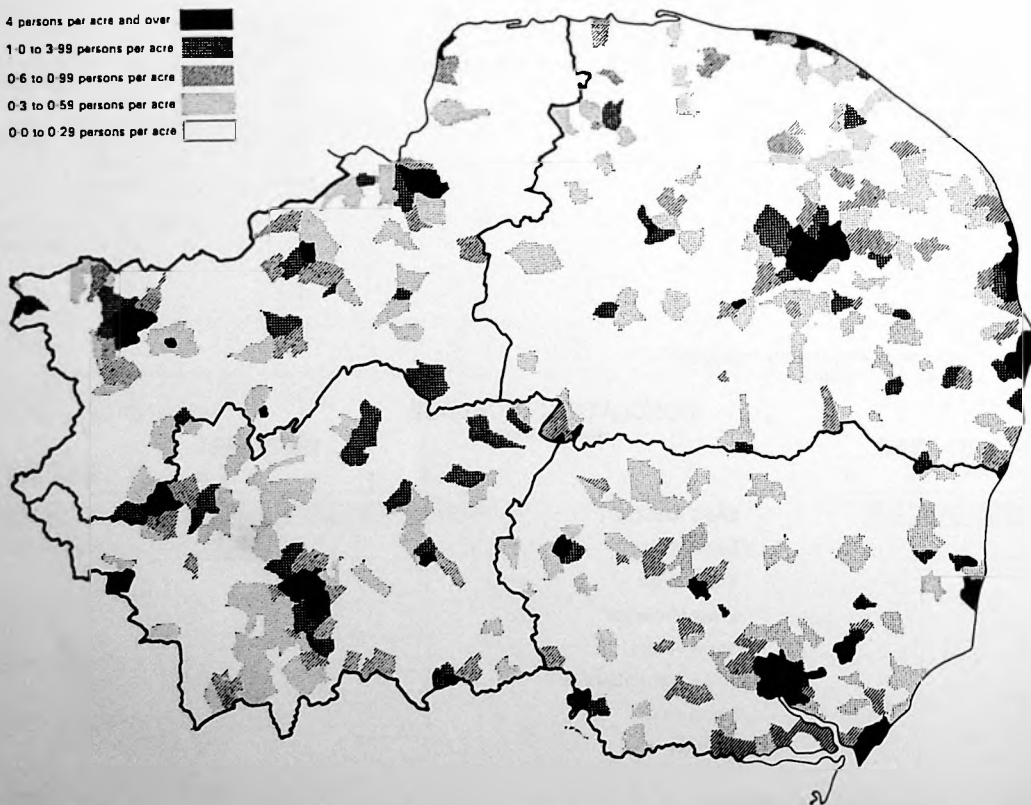 4 persons per acre and over
1·0 to 3·99 persons per acre
0·6 to 0·99 persons per acre
0·3 to 0·59 persons per acre
0·0 to 0·29 persons per acre